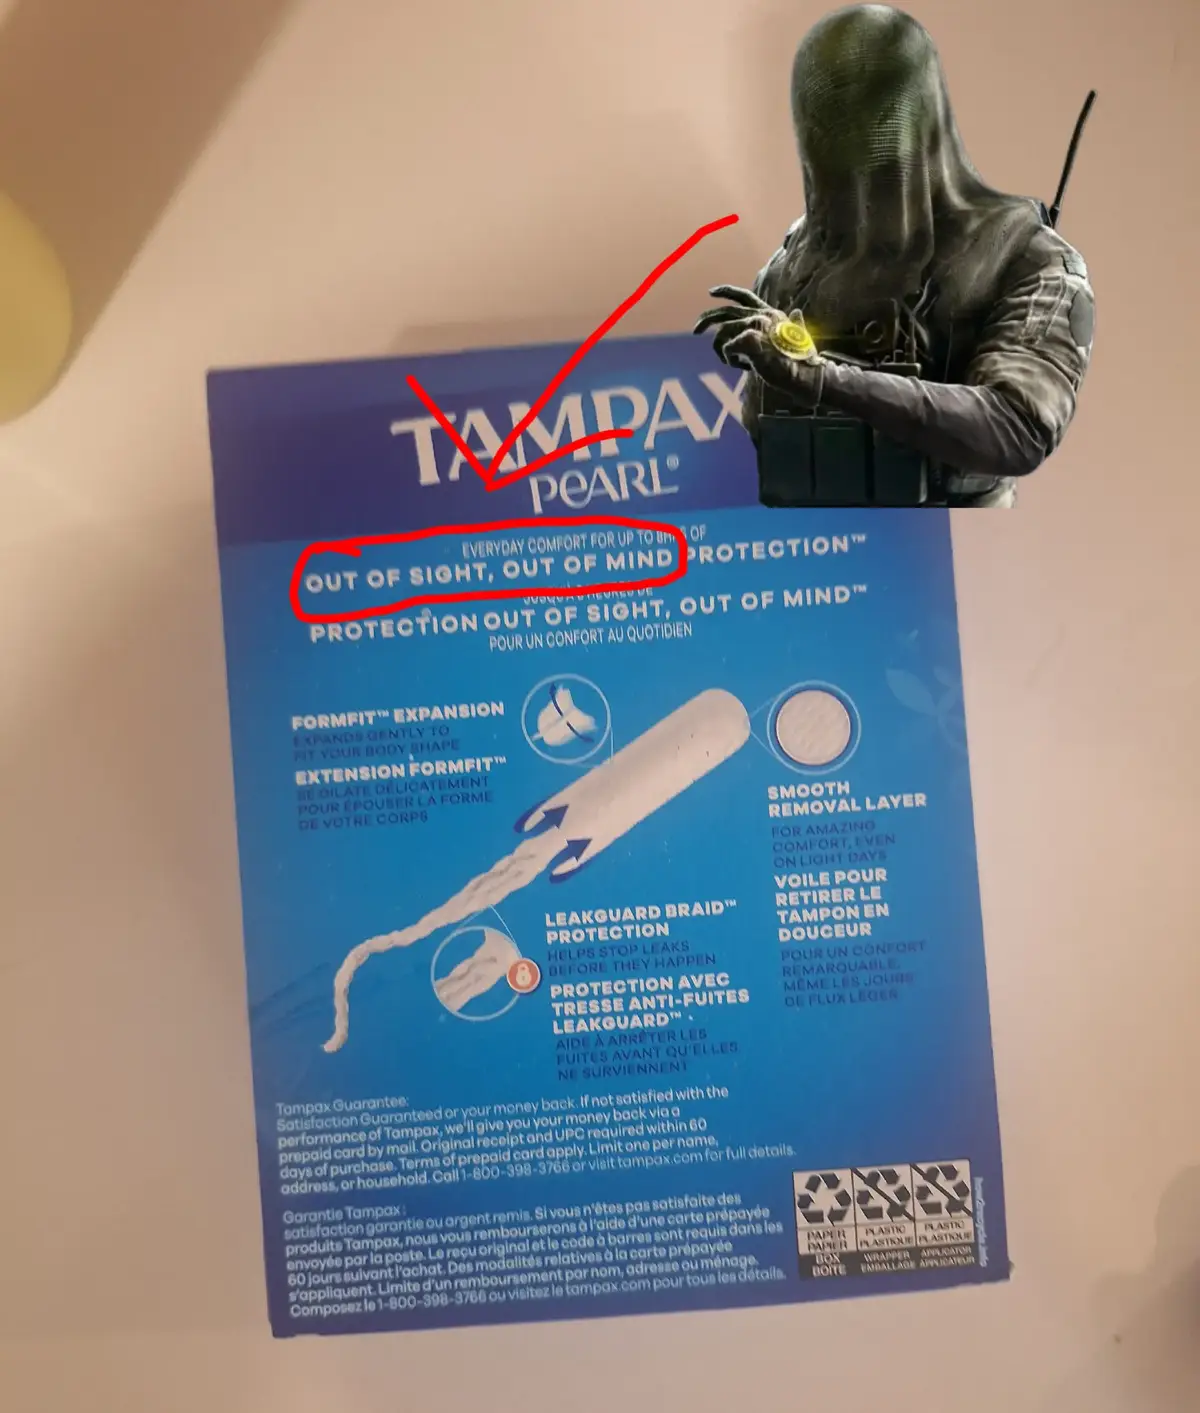 TAMPAX
PEARL®
EVERYDAY COMFORT FOR UP TO 8HRS OF
OUT OF SIGHT, OUT OF MIND PROTECTION™
JUSQU'À 8 HEURES DE
PROTECTION OUT OF SIGHT, OUT OF MIND™
POUR UN CONFORT AU QUOTIDIEN
FORMFIT™ EXPANSION
EXPANDS GENTLY TO
FIT YOUR BODY SHAPE
EXTENSION FORMFIT™
SE DILATE DÉLICATEMENT
POUR ÉPOUSER LA FORME
DE VOTRE CORPS
SMOOTH
REMOVAL LAYER
FOR AMAZING
COMFORT, EVEN
ON LIGHT DAYS
VOILE POUR
RETIRER LE
TAMPON EN
DOUCEUR
POUR UN CONFORT
REMARQUABLE,
MÊME LES JOURS
DE FLUX LÉGER
LEAKGUARD BRAID™
PROTECTION
HELPS STOP LEAKS
BEFORE THEY HAPPEN
PROTECTION AVEC
TRESSE ANTI-FUITES
LEAKGUARD™
AIDE À ARRÊTER LES
FUITES AVANT QU'ELLES
NE SURVIENNENT
Tampax Guarantee:
Satisfaction Guaranteed or your money back. If not satisfied with the
performance of Tampax, we'll give you your money back via a
prepaid card by mail. Original receipt and UPC required within 60
days of purchase. Terms of prepaid card apply. Limit one per name,
address, or household. Call 1-800-398-3766 or visit tampax.com for full details.
Garantie Tampax :
satisfaction garantie ou argent remis. Si vous n'êtes pas satisfaite des
produits Tampax, nous vous rembourserons à l'aide d'une carte prépayée
envoyée par la poste. Le reçu original et le code à barres sont requis dans les
60 jours suivant l'achat. Des modalités relatives à la carte prépayée
s'appliquent. Limite d'un remboursement par nom, adresse ou ménage.
Composez le 1-800-398-3766 ou visitez le tampax.com pour tous les détails.
PAPER
PAPIER
BOX
BOÎTE
PLASTIC
PLASTIQUE
WRAPPER
EMBALLAGE
PLASTIC
PLASTIQUE
APPLICATOR
APPLICATEUR
how2recycle.info